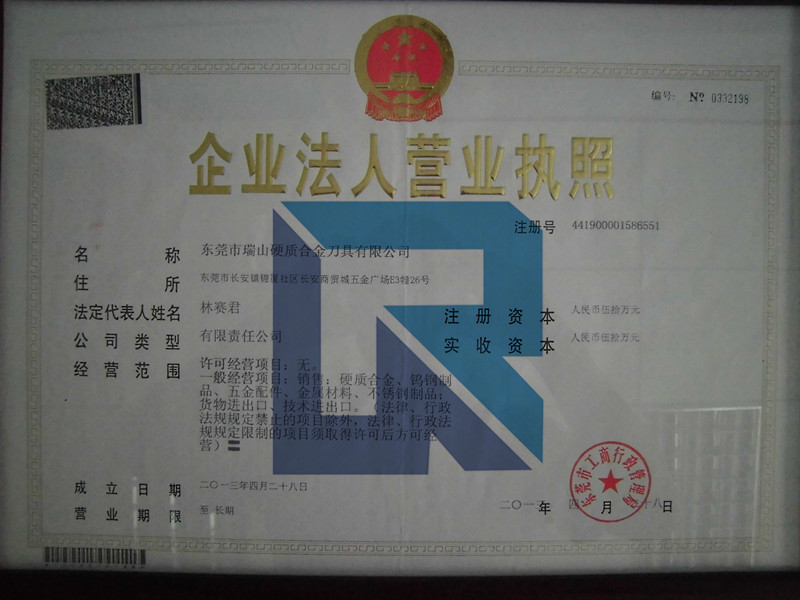 编号: Nº 0332198
企业法人营业执照
注册号 441900001586551
名称 东莞市瑞山硬质合金刀具有限公司
住所 东莞市长安镇锦厦社区长安商贸城五金广场E3幢26号
法定代表人姓名 林赛君
注册资本 人民币伍拾万元
公司类型 有限责任公司
实收资本 人民币伍拾万元
经营范围 许可经营项目：无。
一般经营项目：销售：硬质合金、钨钢制
品、五金配件、金属材料、不锈钢制品；
货物进出口、技术进出口。（法律、行政
法规规定禁止的项目除外，法律、行政法
规规定限制的项目须取得许可后方可经
营）
成立日期 二〇一三年四月二十八日
营业期限 至 长期
二〇一三年 四月 十八日
东莞市工商行政管理局